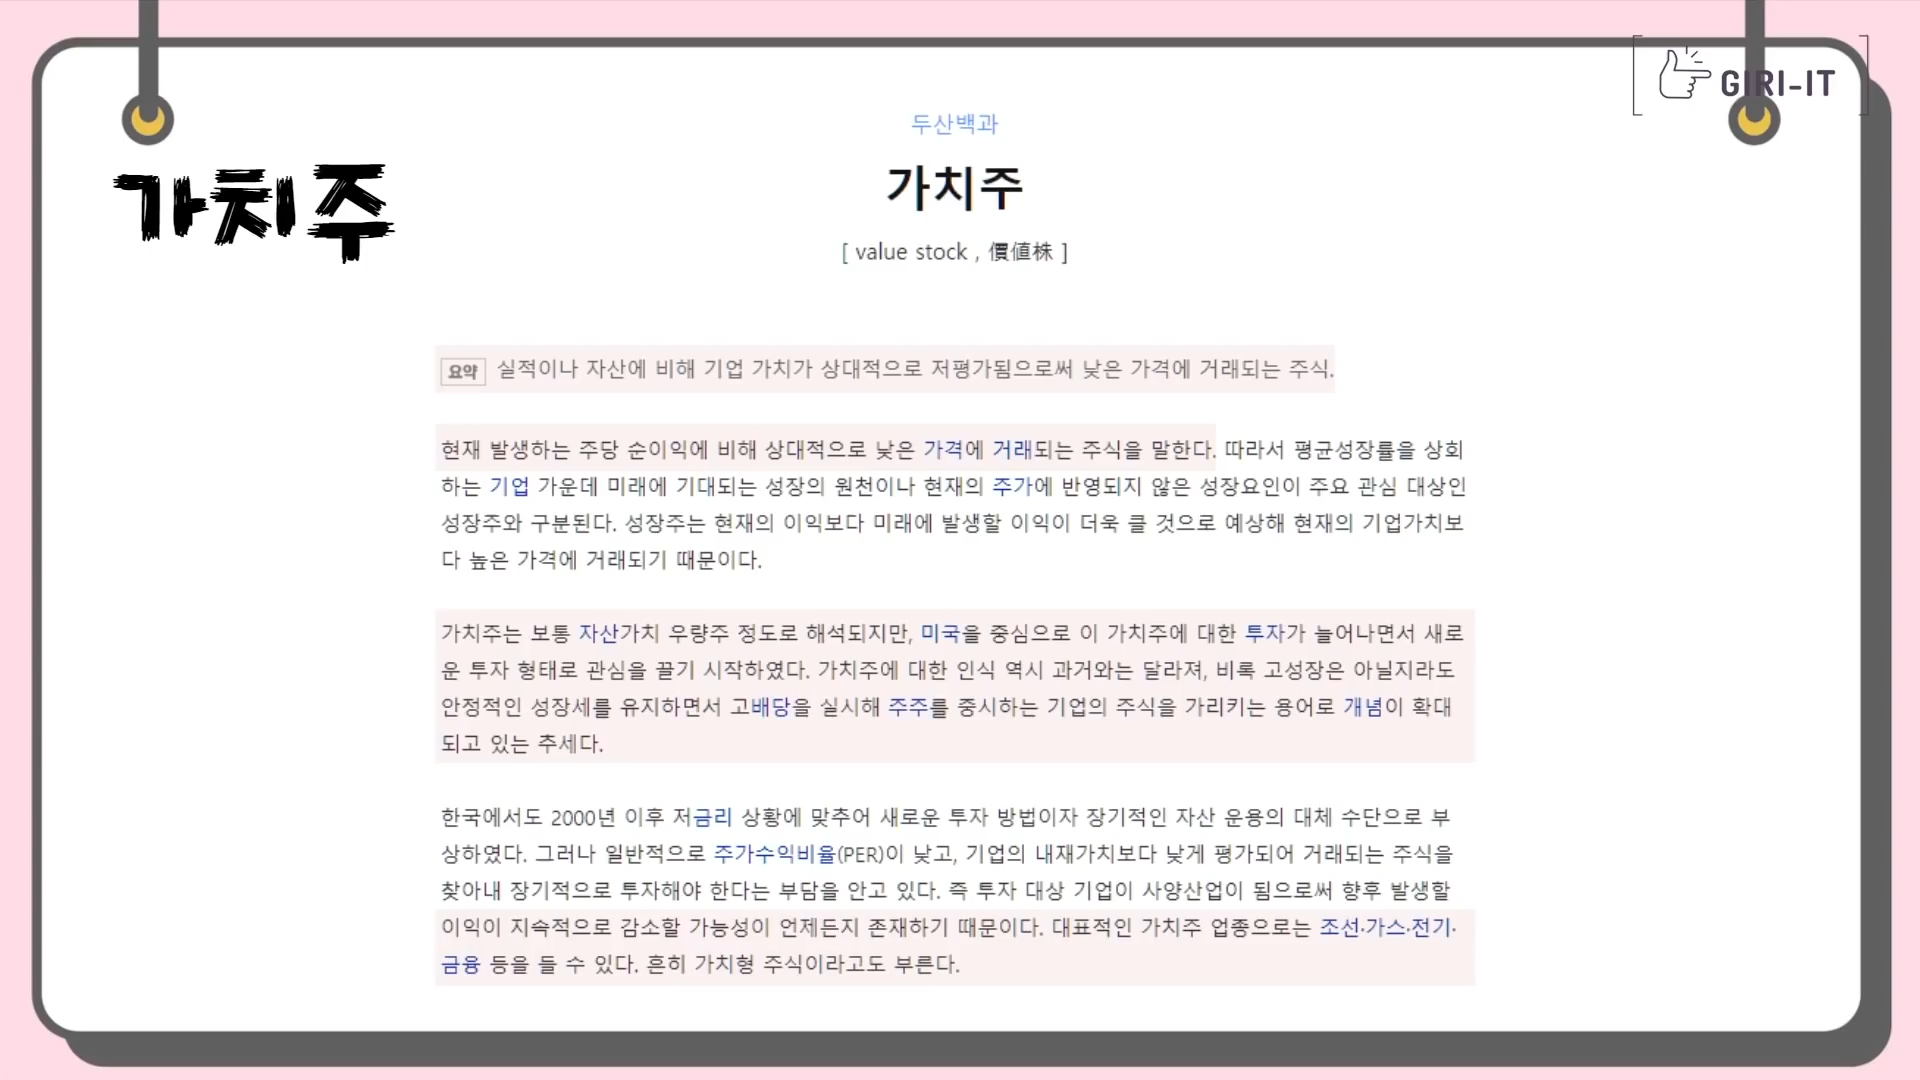 GIRI-IT
가치주
두산백과
가치주
[ value stock , 價値株 ]
요약 실적이나 자산에 비해 기업 가치가 상대적으로 저평가됨으로써 낮은 가격에 거래되는 주식.
현재 발생하는 주당 순이익에 비해 상대적으로 낮은 가격에 거래되는 주식을 말한다. 따라서 평균성장률을 상회
하는 기업 가운데 미래에 기대되는 성장의 원천이나 현재의 주가에 반영되지 않은 성장요인이 주요 관심 대상인
성장주와 구분된다. 성장주는 현재의 이익보다 미래에 발생할 이익이 더욱 클 것으로 예상해 현재의 기업가치보
다 높은 가격에 거래되기 때문이다.
가치주는 보통 자산가치 우량주 정도로 해석되지만, 미국을 중심으로 이 가치주에 대한 투자가 늘어나면서 새로
운 투자 형태로 관심을 끌기 시작하였다. 가치주에 대한 인식 역시 과거와는 달라져, 비록 고성장은 아닐지라도
안정적인 성장세를 유지하면서 고배당을 실시해 주주를 중시하는 기업의 주식을 가리키는 용어로 개념이 확대
되고 있는 추세다.
한국에서도 2000년 이후 저금리 상황에 맞추어 새로운 투자 방법이자 장기적인 자산 운용의 대체 수단으로 부
상하였다. 그러나 일반적으로 주가수익비율(PER)이 낮고, 기업의 내재가치보다 낮게 평가되어 거래되는 주식을
찾아내 장기적으로 투자해야 한다는 부담을 안고 있다. 즉 투자 대상 기업이 사양산업이 됨으로써 향후 발생할
이익이 지속적으로 감소할 가능성이 언제든지 존재하기 때문이다. 대표적인 가치주 업종으로는 조선·가스·전기·
금융 등을 들 수 있다. 흔히 가치형 주식이라고도 부른다.